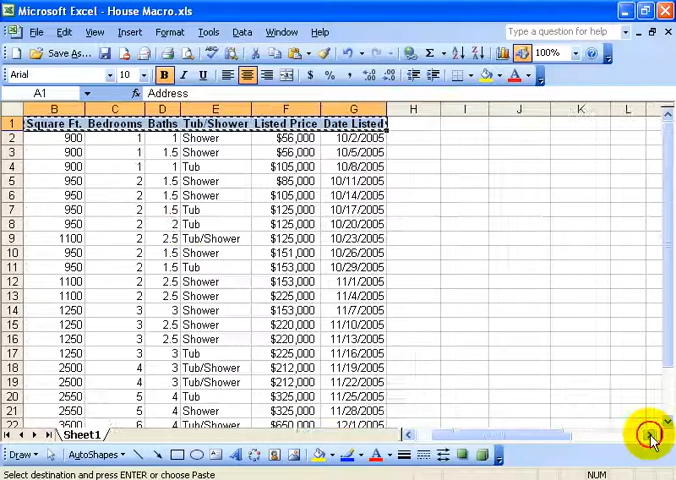 Microsoft Excel - House Macro.xls
File Edit View Insert Format Tools Data Window Help Type a question for help
Save As... 100%
Arial 10 B I U $ %
A1 Address
B C D E F G H I J K L
1 Square Ft. Bedrooms Baths Tub/Shower Listed Price Date Listed
2 900 1 1 Shower $56,000 10/2/2005
3 900 1 1.5 Shower $56,000 10/5/2005
4 900 1 1 Tub $105,000 10/8/2005
5 950 2 1.5 Shower $85,000 10/11/2005
6 950 2 1.5 Shower $105,000 10/14/2005
7 950 2 1.5 Tub $125,000 10/17/2005
8 950 2 2 Tub $125,000 10/20/2005
9 1100 2 2.5 Tub/Shower $125,000 10/23/2005
10 950 2 1.5 Shower $151,000 10/26/2005
11 950 2 1.5 Tub $153,000 10/29/2005
12 1100 2 2.5 Shower $153,000 11/1/2005
13 1100 2 2.5 Shower $225,000 11/4/2005
14 1250 3 3 Shower $153,000 11/7/2005
15 1250 3 2.5 Shower $220,000 11/10/2005
16 1250 3 2.5 Shower $220,000 11/13/2005
17 1250 3 3 Tub $225,000 11/16/2005
18 2500 4 3 Tub/Shower $212,000 11/19/2005
19 2500 4 3 Tub/Shower $212,000 11/22/2005
20 2550 5 4 Tub $325,000 11/25/2005
21 2550 5 4 Shower $325,000 11/28/2005
22 3500 6 4 Tub/Shower $650,000 12/1/2005
Sheet1
Draw AutoShapes A
Select destination and press ENTER or choose Paste NUM